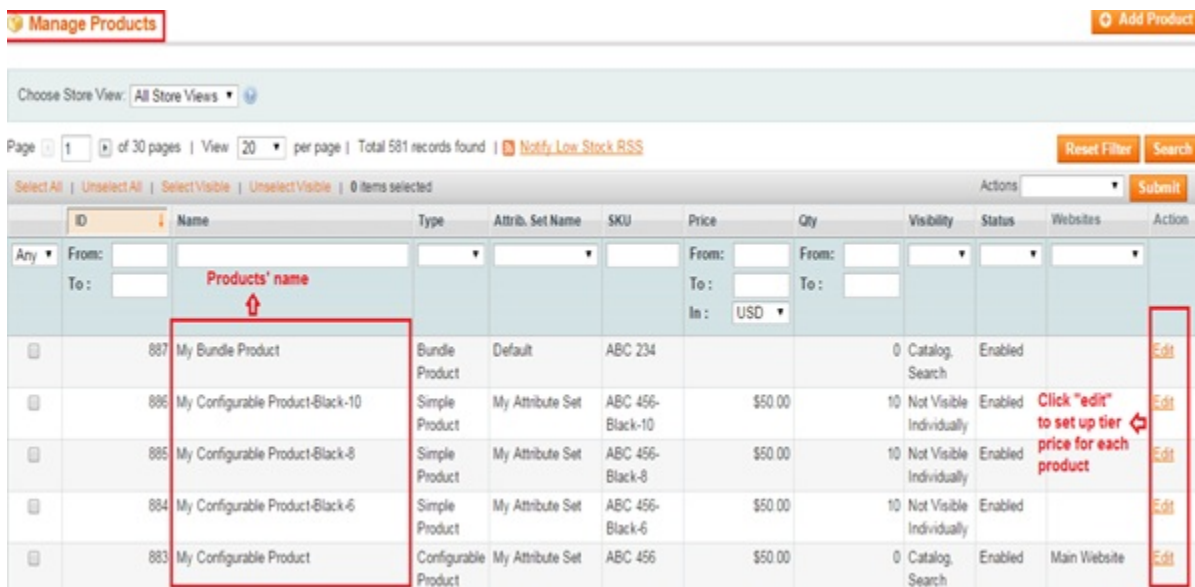 Manage Products
Add Product
Choose Store View: All Store Views
Page 1 of 30 pages | View 20 per page | Total 581 records found | Notify Low Stock RSS
Reset Filter Search
Select All | Unselect All | Select Visible | Unselect Visible | 0 items selected
Actions Submit
ID Name Type Attrib. Set Name SKU Price Qty Visibility Status Websites Action
Any From: From: From:
To : To : To :
In : USD
Products' name
887 My Bundle Product Bundle Default ABC 234 0 Catalog, Enabled Edit
Product Search
886 My Configurable Product-Black-10 Simple My Attribute Set ABC 456- $50.00 10 Not Visible Enabled Edit
Product Black-10 Individually
Click "edit"
to set up tier
price for each
product
885 My Configurable Product-Black-8 Simple My Attribute Set ABC 456- $50.00 10 Not Visible Enabled Edit
Product Black-8 Individually
884 My Configurable Product-Black-6 Simple My Attribute Set ABC 456- $50.00 10 Not Visible Enabled Edit
Product Black-6 Individually
883 My Configurable Product Configurable My Attribute Set ABC 456 $50.00 0 Catalog, Enabled Main Website Edit
Product Search